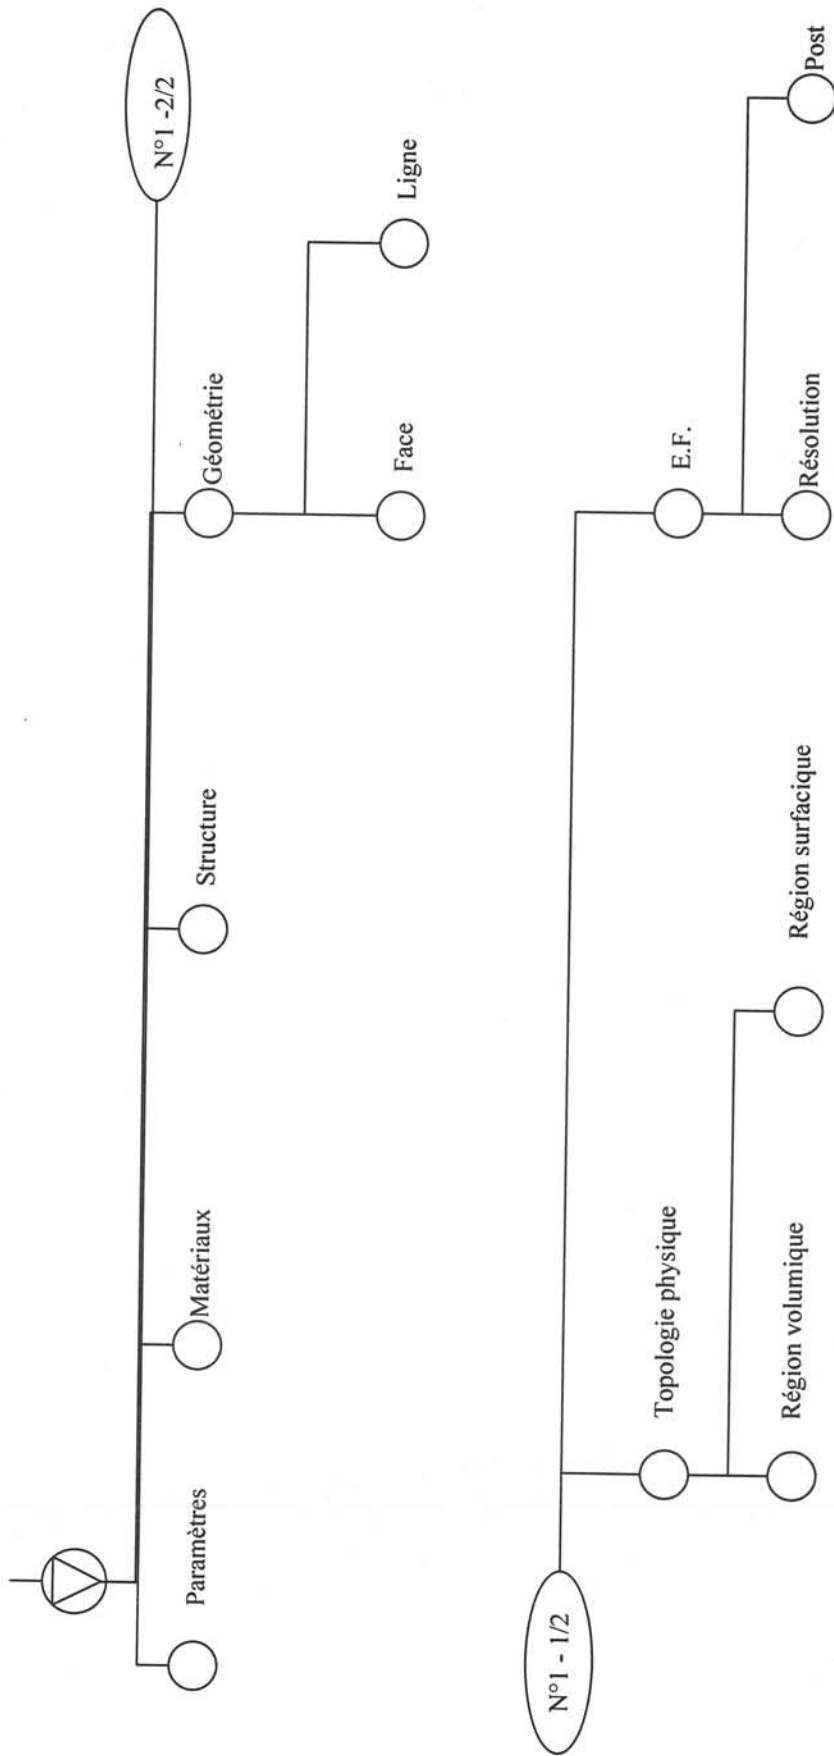 N°1 -2/2
Paramètres
Matériaux
Structure
Géométrie
Face
Ligne
N°1 - 1/2
Topologie physique
E.F.
Région volumique
Région surfacique
Résolution
Post